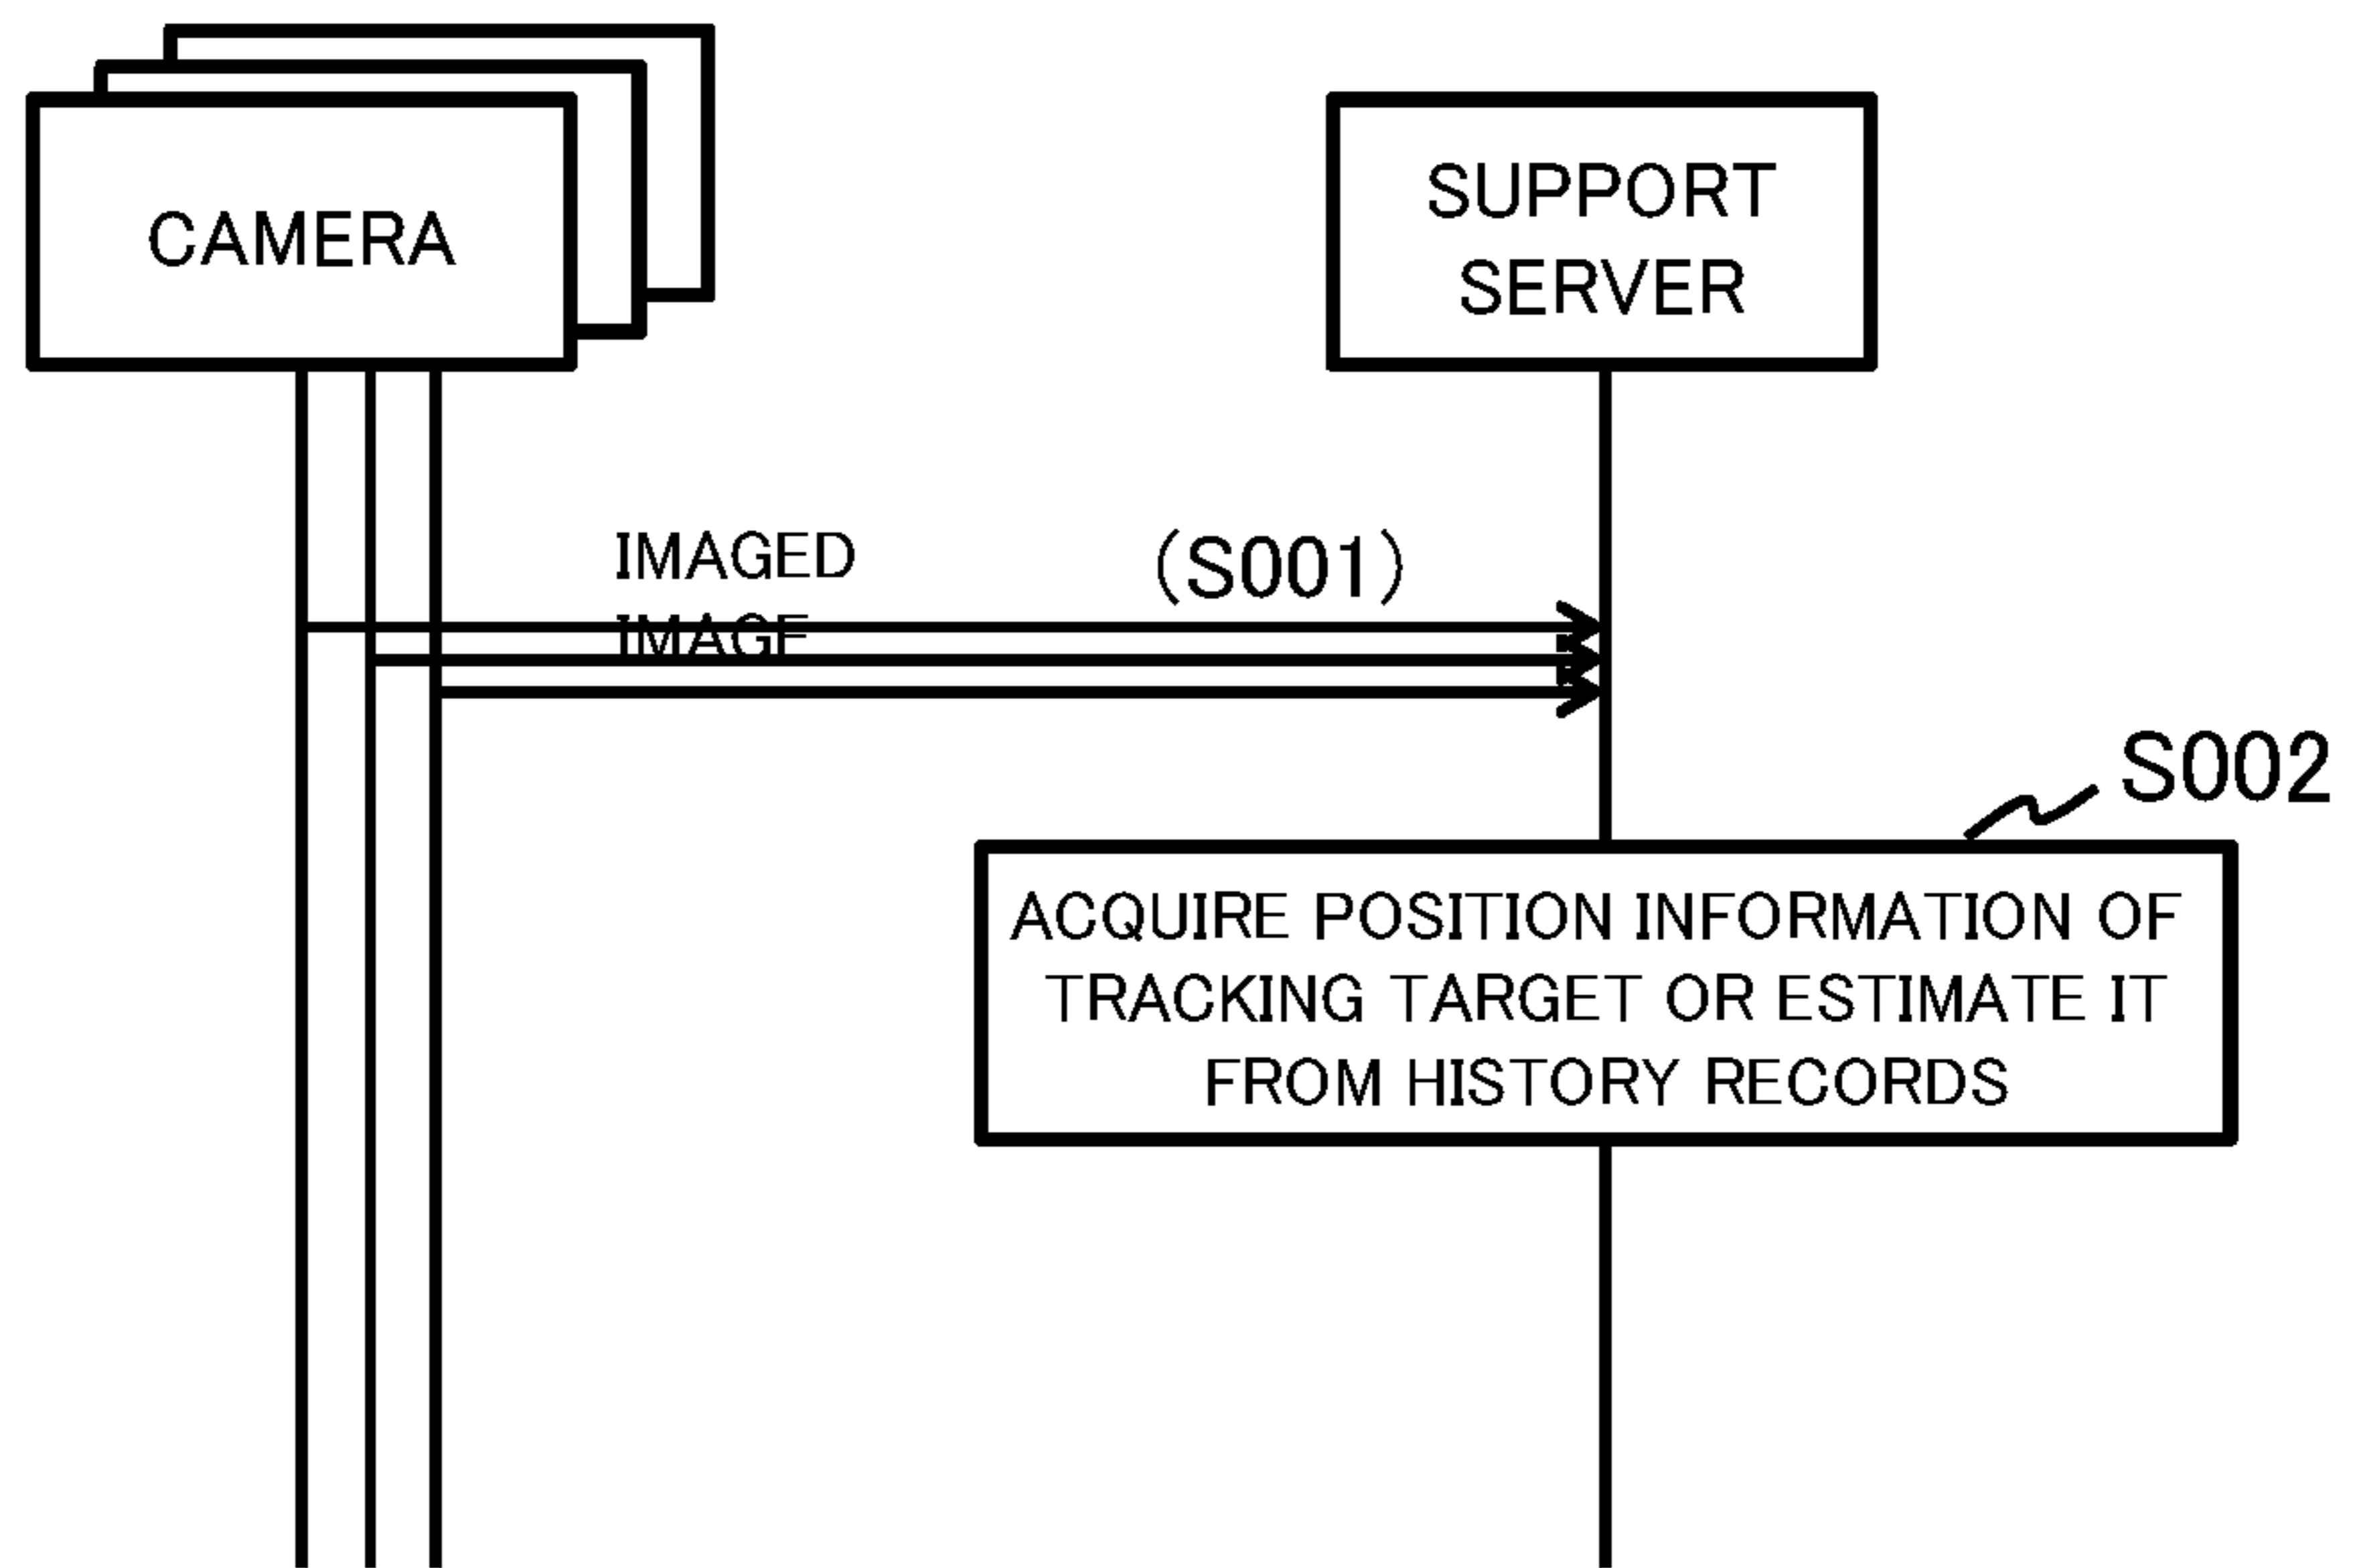 CAMERA
SUPPORT
SERVER
IMAGED
IMAGE
(S001)
S002
ACQUIRE POSITION INFORMATION OF
TRACKING TARGET OR ESTIMATE IT
FROM HISTORY RECORDS